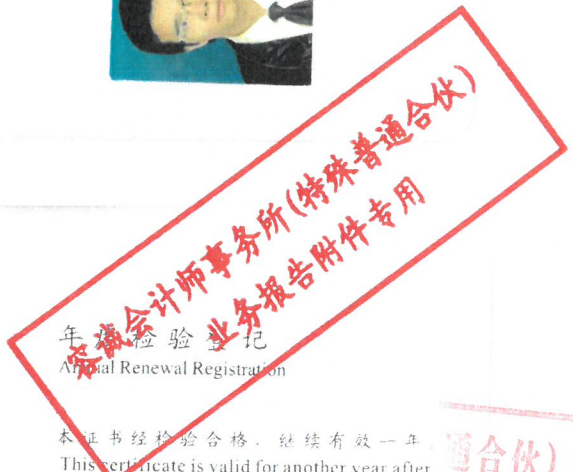 容诚会计师事务所(特殊普通合伙)
业务报告附件专用
年度检验登记
Annual Renewal Registration
本证书经检验合格，继续有效一年
This certificate is valid for another year after
通合伙)